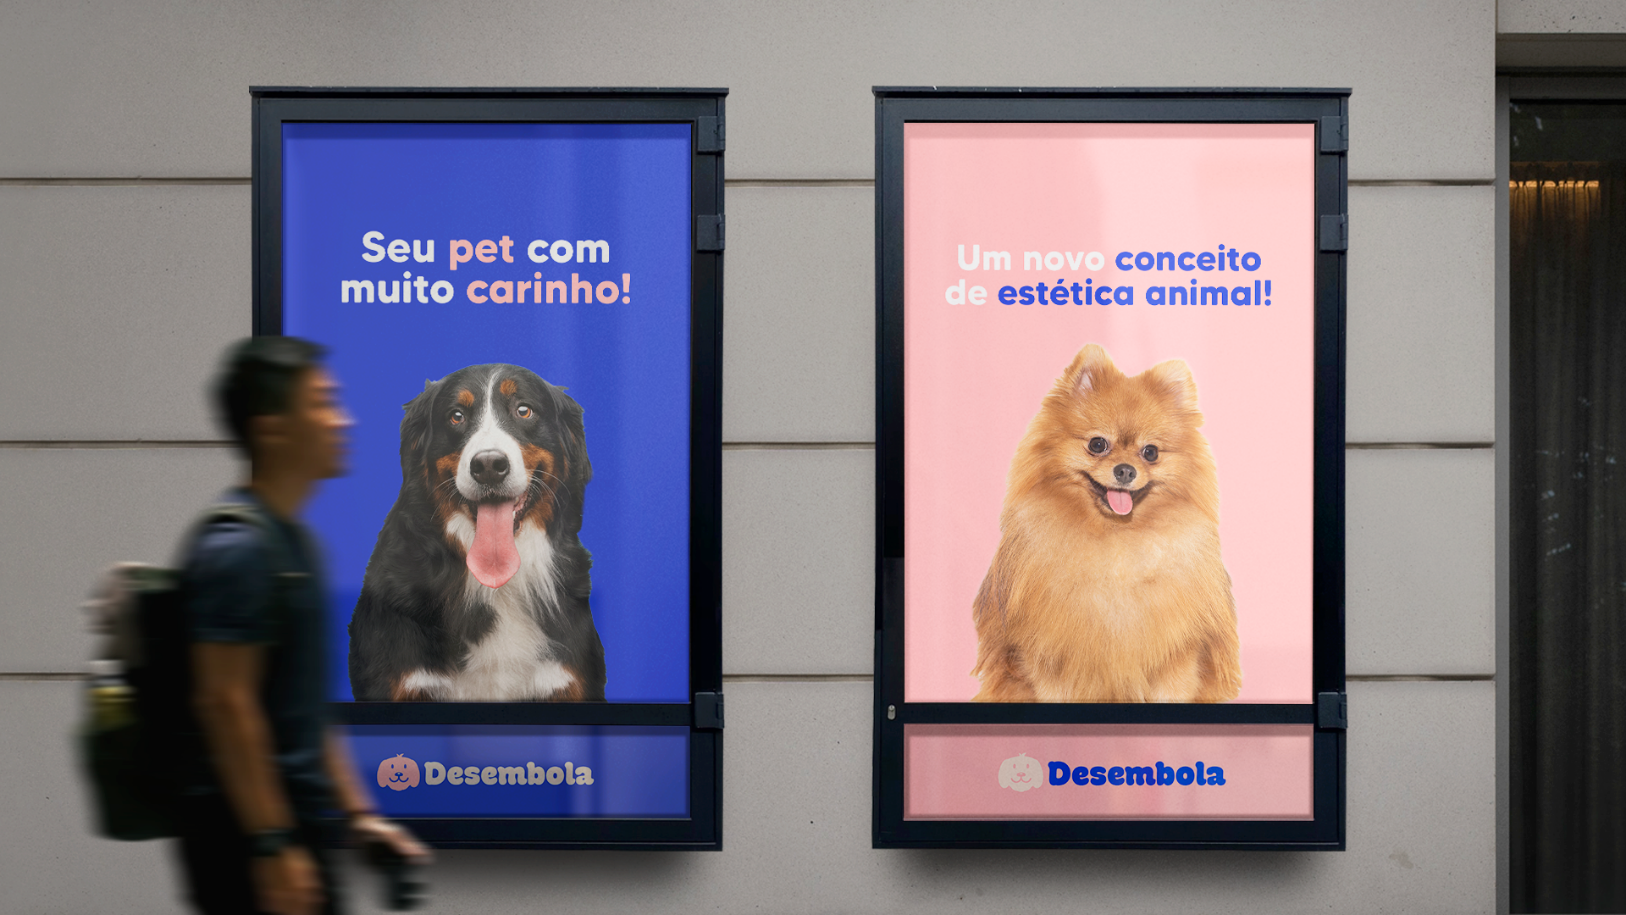 Seu pet com
muito carinho!
Desembola
Um novo conceito
de estética animal!
Desembola